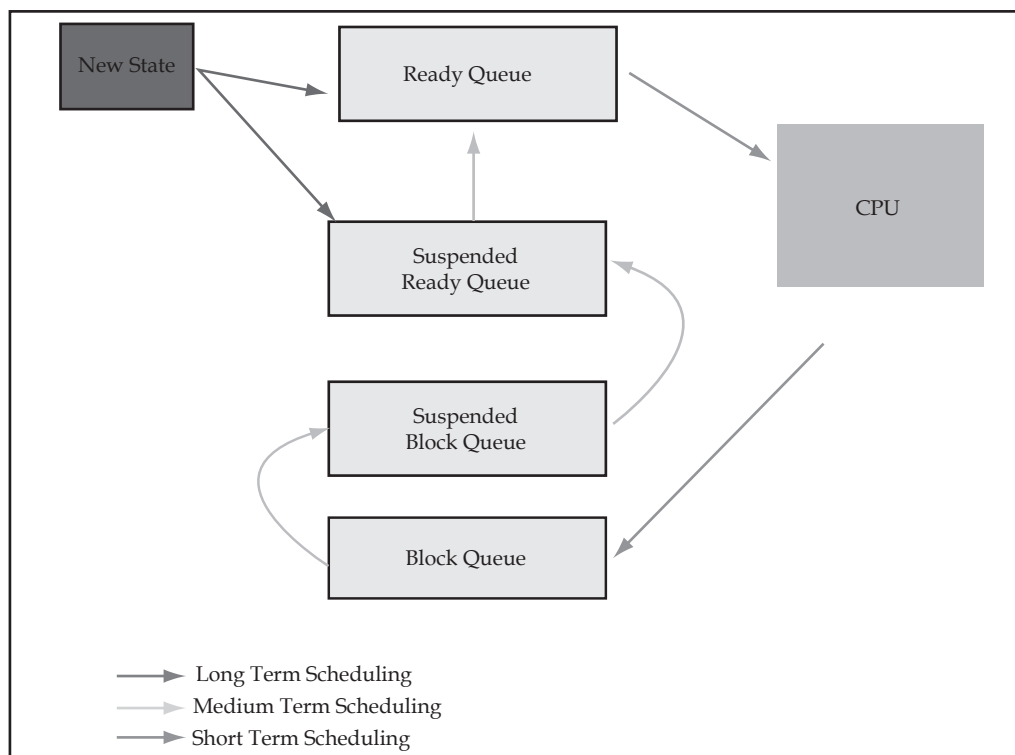 New State
Ready Queue
CPU
Suspended
Ready Queue
Suspended
Block Queue
Block Queue
Long Term Scheduling
Medium Term Scheduling
Short Term Scheduling